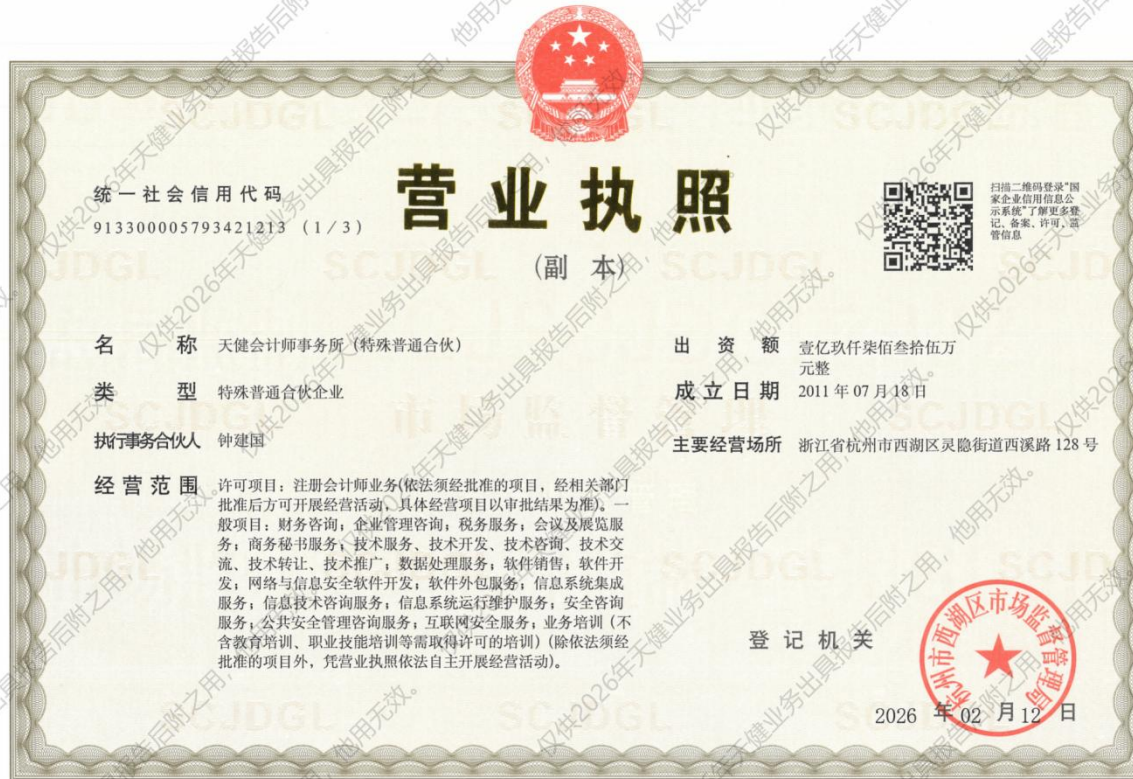 统一社会信用代码
913300005793421213 (1/3)
营业执照
(副 本)
扫描二维码登录“国
家企业信用信息公
示系统”了解更多登
记、备案、许可、监
管信息
名 称 天健会计师事务所（特殊普通合伙）
类 型 特殊普通合伙企业
执行事务合伙人 钟建国
经营范围 许可项目：注册会计师业务(依法须经批准的项目，经相关部门
批准后方可开展经营活动，具体经营项目以审批结果为准)。一
般项目：财务咨询；企业管理咨询；税务服务；会议及展览服
务；商务秘书服务；技术服务、技术开发、技术咨询、技术交
流、技术转让、技术推广；数据处理服务；软件销售；软件开
发；网络与信息安全软件开发；软件外包服务；信息系统集成
服务；信息技术咨询服务；信息系统运行维护服务；安全咨询
服务；公共安全管理咨询服务；互联网安全服务；业务培训（不
含教育培训、职业技能培训等需取得许可的培训）(除依法须经
批准的项目外，凭营业执照依法自主开展经营活动)。
出 资 额 壹亿玖仟柒佰叁拾伍万
元整
成立日期 2011 年 07 月 18 日
主要经营场所 浙江省杭州市西湖区灵隐街道西溪路 128 号
登记机关
杭州市西湖区市场监督管理局
2026 年 02 月 12 日
仅供2026年天健业务出具报告后附之用，他用无效。
SCJDGL
市场监督管理